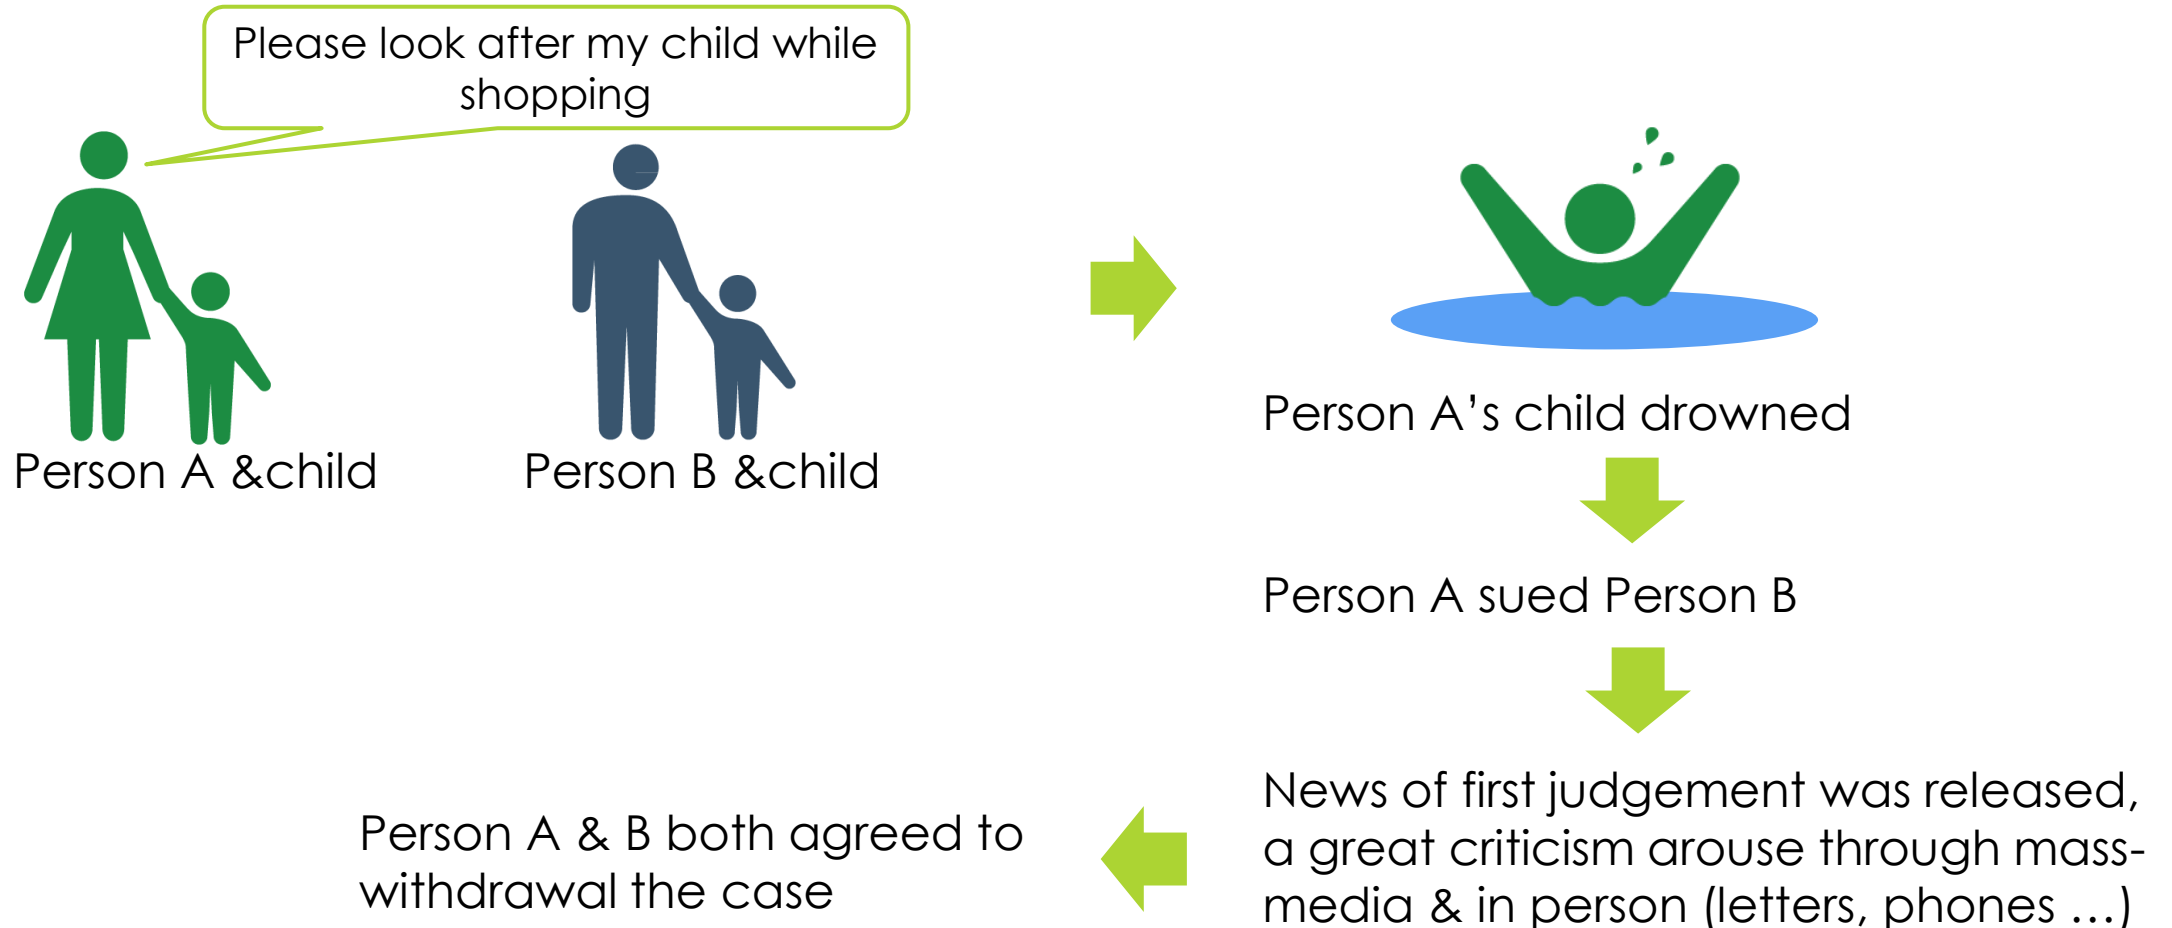 Please look after my child while
shopping
Person A &child
Person B &child
Person A’s child drowned
Person A sued Person B
News of first judgement was released,
a great criticism arouse through mass-
media & in person (letters, phones …)
Person A & B both agreed to
withdrawal the case